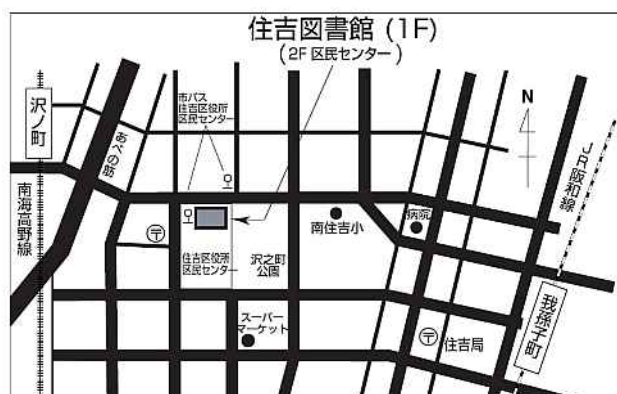 住吉図書館 (1F)
(2F 区民センター)
沢ノ町
市バス
住吉区役所
区民センター
あべの筋
N
JR阪和線
南海高野線
〒
住吉区役所
区民センター
沢之町
公園
南住吉小
病院
スーパー
マーケット
〒
住吉局
我孫子町